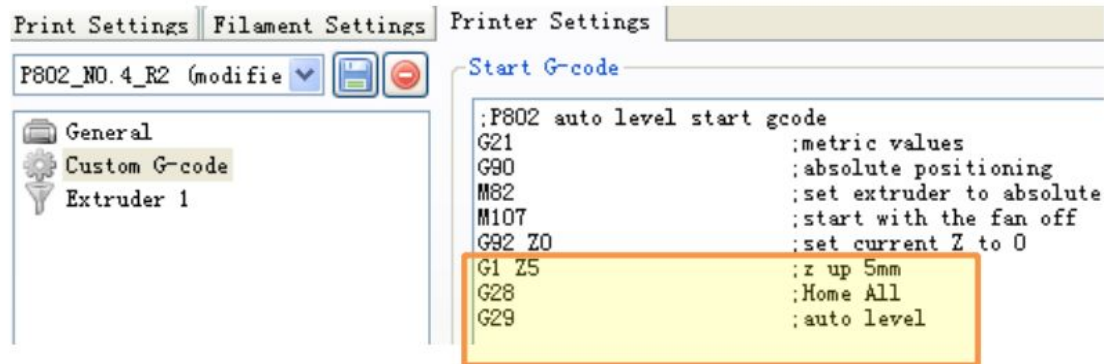 Print Settings Filament Settings Printer Settings
P802_NO.4_R2 (modifie
General
Custom G-code
Extruder 1
Start G-code
;P802 auto level start gcode
G21 ;metric values
G90 ;absolute positioning
M82 ;set extruder to absolute
M107 ;start with the fan off
G92 Z0 ;set current Z to 0
G1 Z5 ;z up 5mm
G28 ;Home All
G29 ;auto level